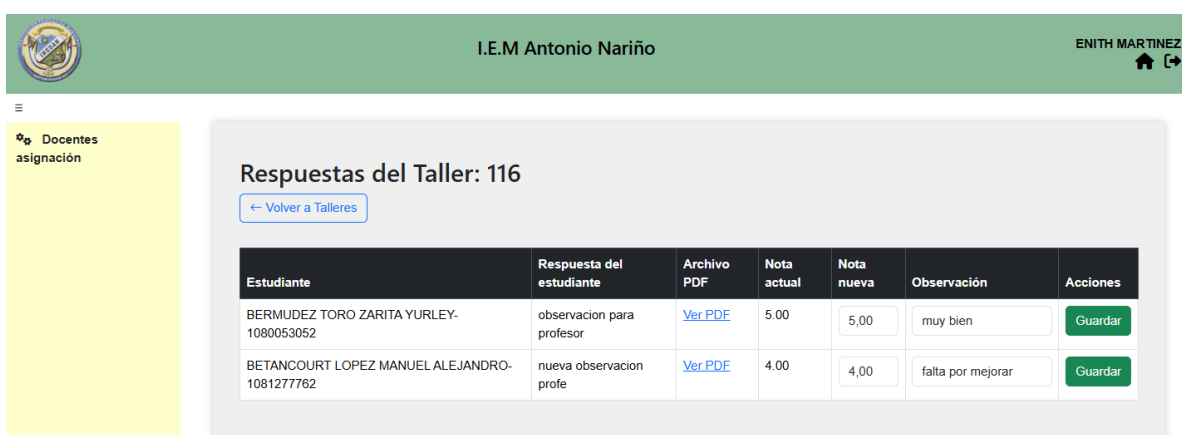 I.E.M Antonio Nariño
ENITH MARTINEZ
Docentes
asignación
Respuestas del Taller: 116
← Volver a Talleres
Estudiante Respuesta del estudiante Archivo PDF Nota actual Nota nueva Observación Acciones
BERMUDEZ TORO ZARITA YURLEY-1080053052 observacion para profesor Ver PDF 5.00 5,00 muy bien Guardar
BETANCOURT LOPEZ MANUEL ALEJANDRO-1081277762 nueva observacion profe Ver PDF 4.00 4,00 falta por mejorar Guardar